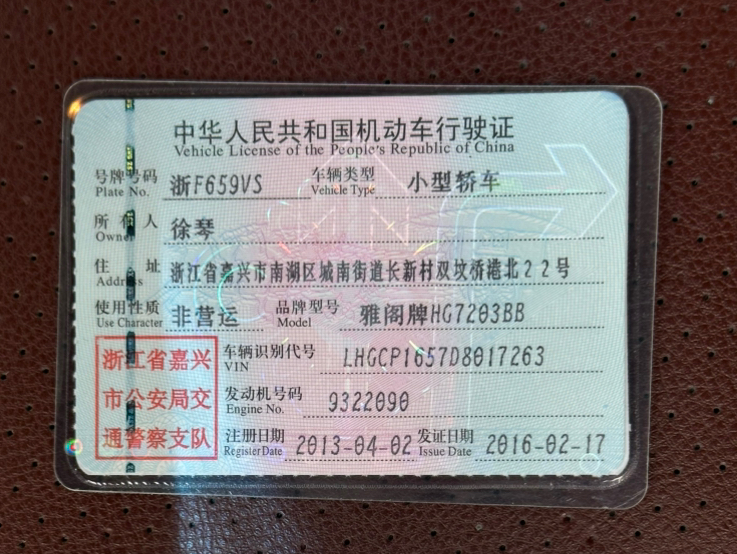 中华人民共和国机动车行驶证
Vehicle License of the People's Republic of China
号牌号码 Plate No. 浙F659VS 车辆类型 Vehicle Type 小型轿车
所有人 Owner 徐琴
住址 Address 浙江省嘉兴市南湖区城南街道长新村双坟桥港北22号
使用性质 Use Character 非营运 品牌型号 Model 雅阁牌HG7203BB
车辆识别代号 VIN LHGCP1657D8017263
发动机号码 Engine No. 9322090
注册日期 Register Date 2013-04-02 发证日期 Issue Date 2016-02-17
浙江省嘉兴
市公安局交
通警察支队